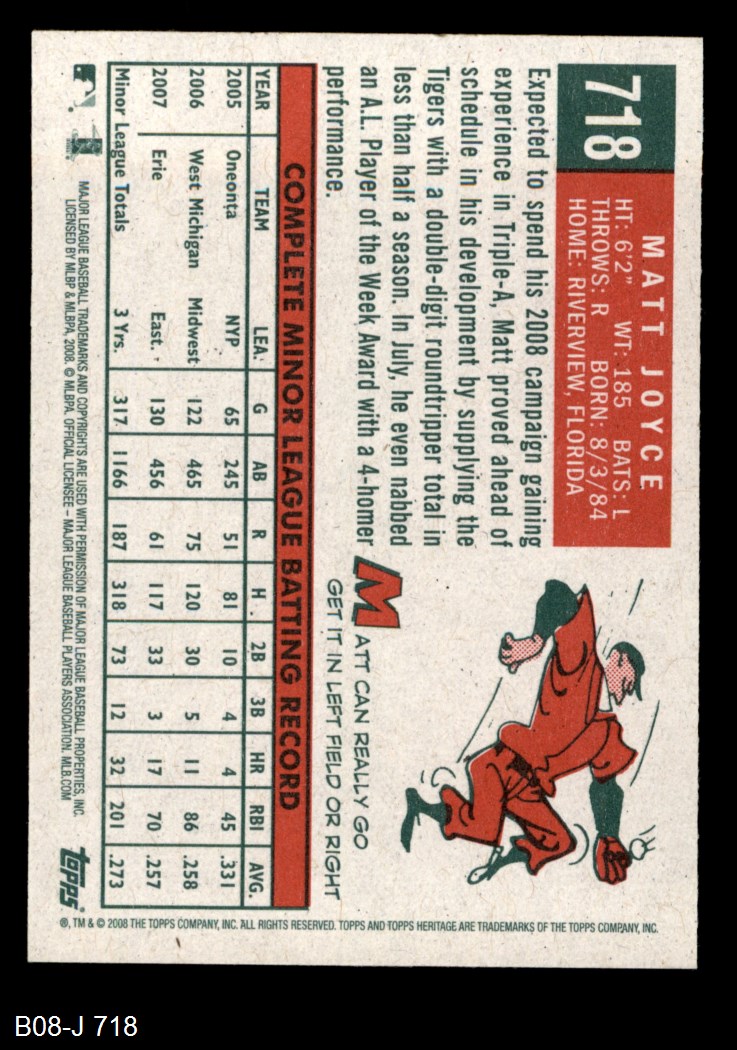 718
MATT JOYCE
HT: 6'2" WT: 185 BATS: L
THROWS: R BORN: 8/3/84
HOME: RIVERVIEW, FLORIDA
Expected to spend his 2008 campaign gaining
experience in Triple-A, Matt proved ahead of
schedule in his development by supplying the
Tigers with a double-digit roundtripper total in
less than half a season. In July, he even nabbed
an A.L. Player of the Week Award with a 4-homer
performance.
MATT CAN REALLY GO
GET IT IN LEFT FIELD OR RIGHT
COMPLETE MINOR LEAGUE BATTING RECORD
YEAR TEAM LEA. G AB R H 2B 3B HR RBI AVG.
2005 Oneonta NYP 65 245 51 81 10 4 4 45 .331
2006 West Michigan Midwest 122 465 75 120 30 5 11 86 .258
2007 Erie East. 130 456 61 117 33 3 17 70 .257
Minor League Totals 3 Yrs. 317 1166 187 318 73 12 32 201 .273
MAJOR LEAGUE BASEBALL TRADEMARKS AND COPYRIGHTS ARE USED WITH PERMISSION OF MAJOR LEAGUE BASEBALL PROPERTIES, INC.
LICENSED BY MLBP & MLBPA, 2008. © MLBPA. OFFICIAL LICENSEE – MAJOR LEAGUE BASEBALL PLAYERS ASSOCIATION. MLB.COM
topps
®, TM & © 2008 THE TOPPS COMPANY, INC. ALL RIGHTS RESERVED. TOPPS AND TOPPS HERITAGE ARE TRADEMARKS OF THE TOPPS COMPANY, INC.
B08-J 718